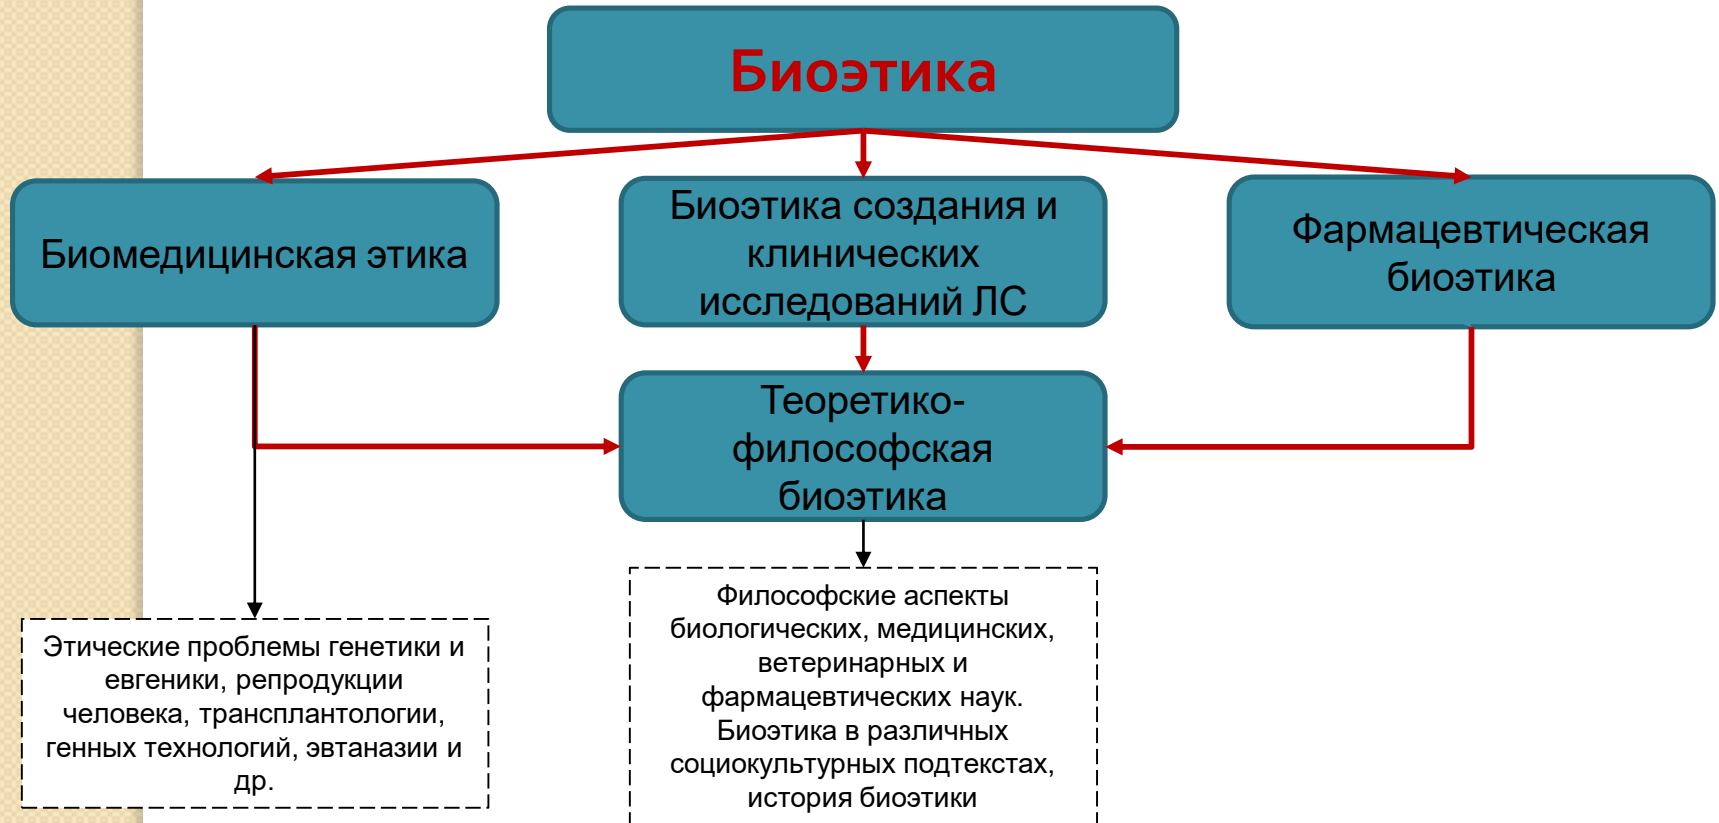 Биоэтика
Биомедицинская этика
Биоэтика создания и
клинических
исследований ЛС
Фармацевтическая
биоэтика
Теоретико-
философская
биоэтика
Этические проблемы генетики и
евгеники, репродукции
человека, трансплантологии,
генных технологий, эвтаназии и
др.
Философские аспекты
биологических, медицинских,
ветеринарных и
фармацевтических наук.
Биоэтика в различных
социокультурных подтекстах,
история биоэтики